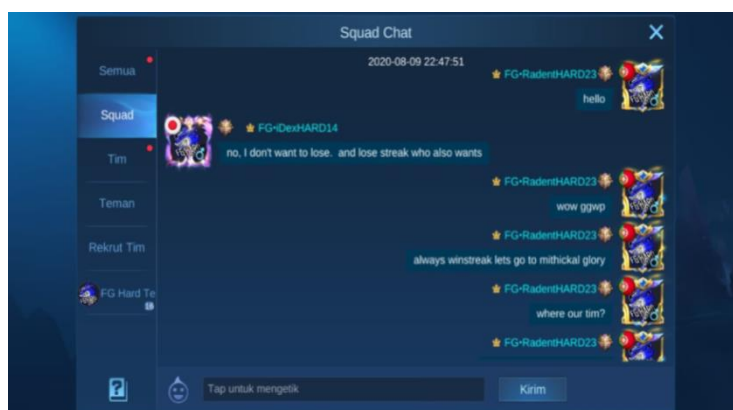 Squad Chat
Semua
Squad
Tim
Teman
Rekrut Tim
FG Hard Te
16
2020-08-09 22:47:51
FG•RadentHARD23
hello
FG•iDexHARD14
no, I don't want to lose. and lose streak who also wants
FG•RadentHARD23
wow ggwp
FG•RadentHARD23
always winstreak lets go to mithickal glory
FG•RadentHARD23
where our tim?
FG•RadentHARD23
Tap untuk mengetik
Kirim